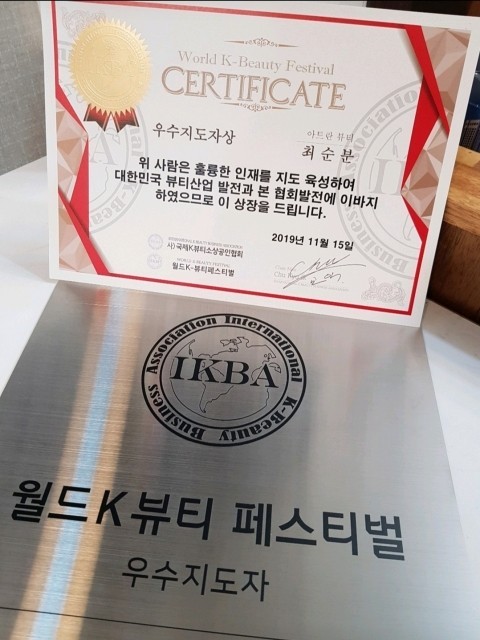 World K-Beauty Festival
CERTIFICATE
우수지도자상
아트란 뷰티
최 순 분
위 사람은 훌륭한 인재를 지도 육성하여
대한민국 뷰티산업 발전과 본 협회발전에 이바지
하였으므로 이 상장을 드립니다.
2019년 11월 15일
사) 국제K뷰티소상공인협회
월드K-뷰티페스티벌
Association International K-Beauty Business
IKBA
월드K뷰티 페스티벌
우수지도자